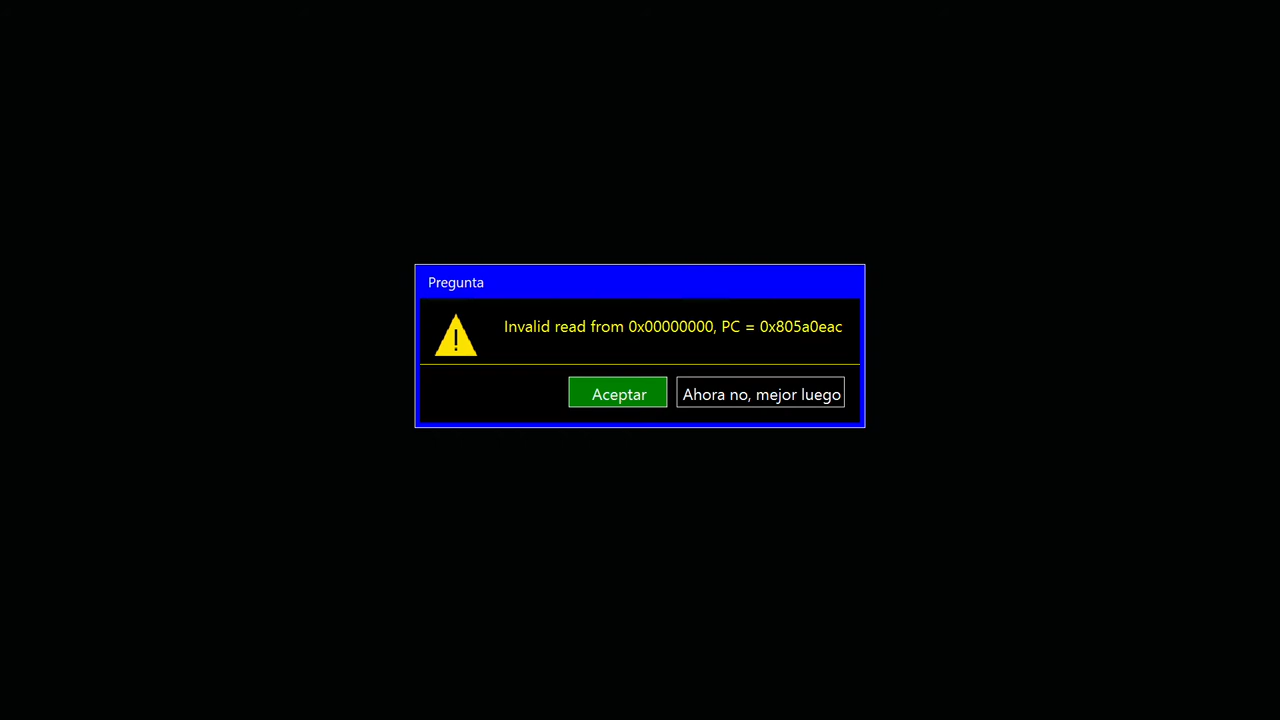 Pregunta
Invalid read from 0x00000000, PC = 0x805a0eac
Aceptar
Ahora no, mejor luego